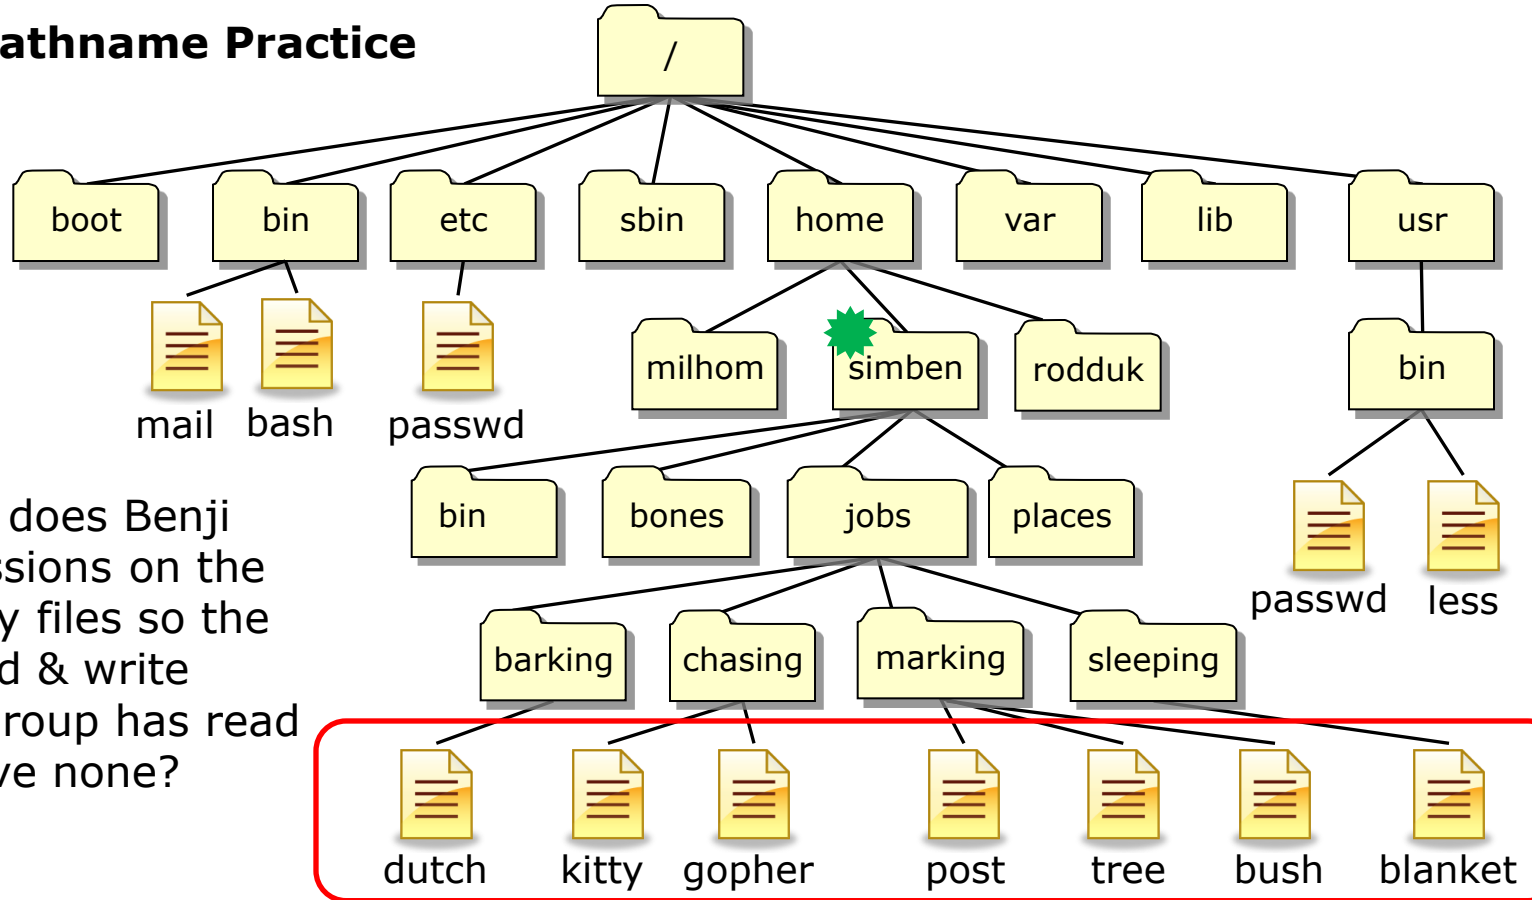 athname Practice
/
boot bin etc sbin home var lib usr
mail bash passwd
milhom simben rodduk bin
bin bones jobs places
passwd less
does Benji
ssions on the
y files so the
d & write
roup has read
ve none?
barking chasing marking sleeping
dutch kitty gopher post tree bush blanket